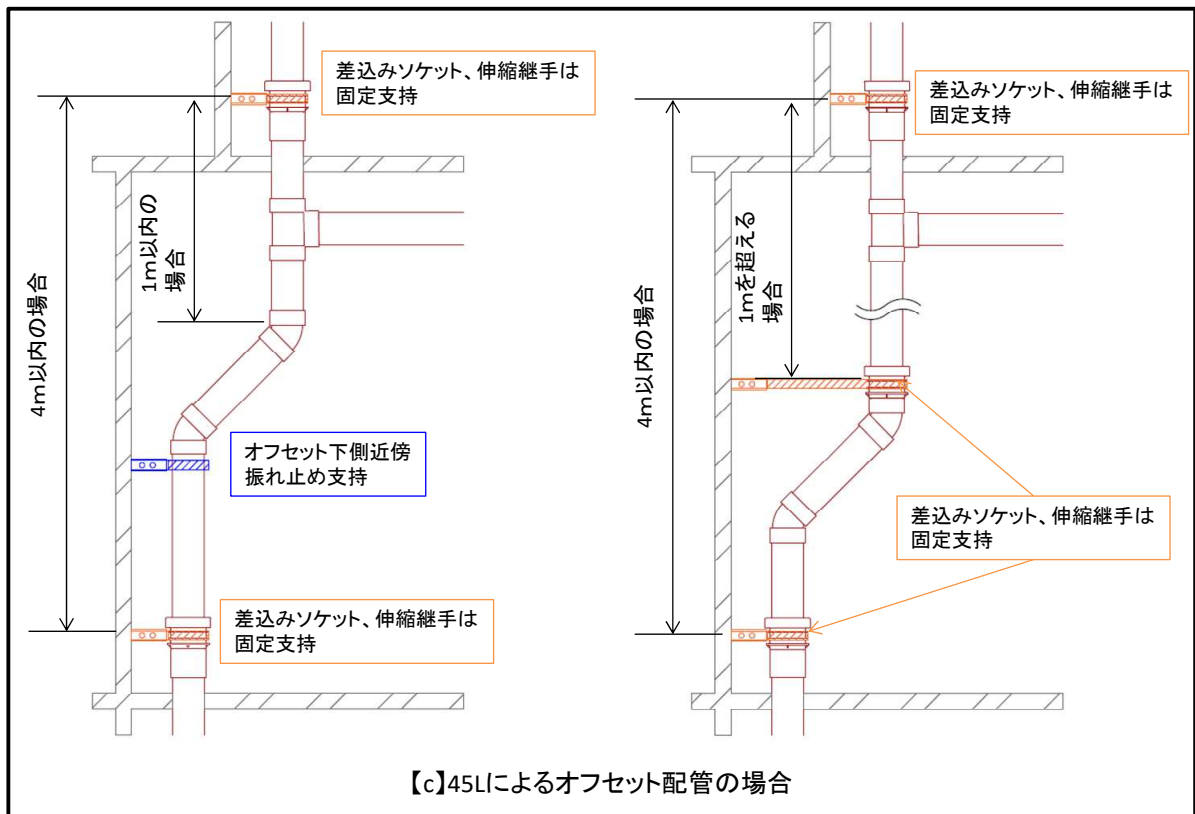 差込みソケット、伸縮継手は
固定支持
4m以内の場合
1m以内の
場合
オフセット下側近傍
振れ止め支持
差込みソケット、伸縮継手は
固定支持
差込みソケット、伸縮継手は
固定支持
4m以内の場合
1mを超える
場合
差込みソケット、伸縮継手は
固定支持
【c】45Lによるオフセット配管の場合